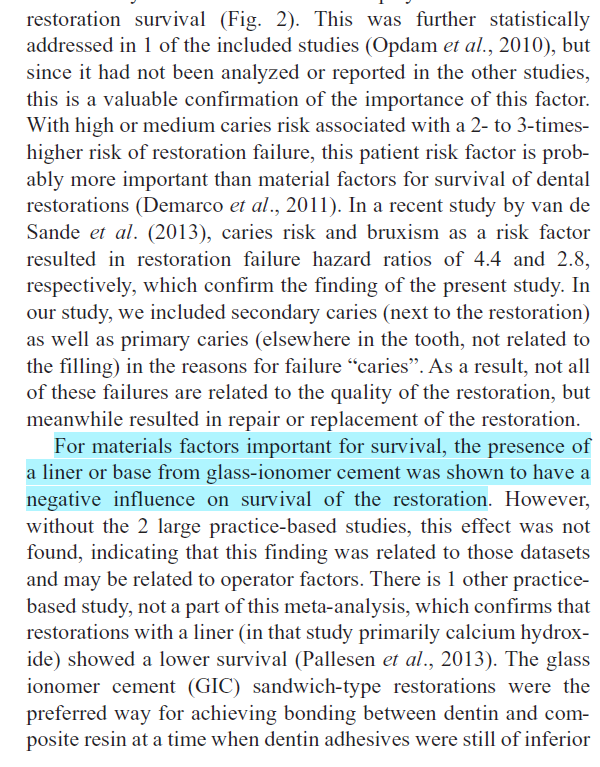 restoration survival (Fig. 2). This was further statistically
addressed in 1 of the included studies (Opdam et al., 2010), but
since it had not been analyzed or reported in the other studies,
this is a valuable confirmation of the importance of this factor.
With high or medium caries risk associated with a 2- to 3-times-
higher risk of restoration failure, this patient risk factor is prob-
ably more important than material factors for survival of dental
restorations (Demarco et al., 2011). In a recent study by van de
Sande et al. (2013), caries risk and bruxism as a risk factor
resulted in restoration failure hazard ratios of 4.4 and 2.8,
respectively, which confirm the finding of the present study. In
our study, we included secondary caries (next to the restoration)
as well as primary caries (elsewhere in the tooth, not related to
the filling) in the reasons for failure “caries”. As a result, not all
of these failures are related to the quality of the restoration, but
meanwhile resulted in repair or replacement of the restoration.
For materials factors important for survival, the presence of
a liner or base from glass-ionomer cement was shown to have a
negative influence on survival of the restoration. However,
without the 2 large practice-based studies, this effect was not
found, indicating that this finding was related to those datasets
and may be related to operator factors. There is 1 other practice-
based study, not a part of this meta-analysis, which confirms that
restorations with a liner (in that study primarily calcium hydrox-
ide) showed a lower survival (Pallesen et al., 2013). The glass
ionomer cement (GIC) sandwich-type restorations were the
preferred way for achieving bonding between dentin and com-
posite resin at a time when dentin adhesives were still of inferior